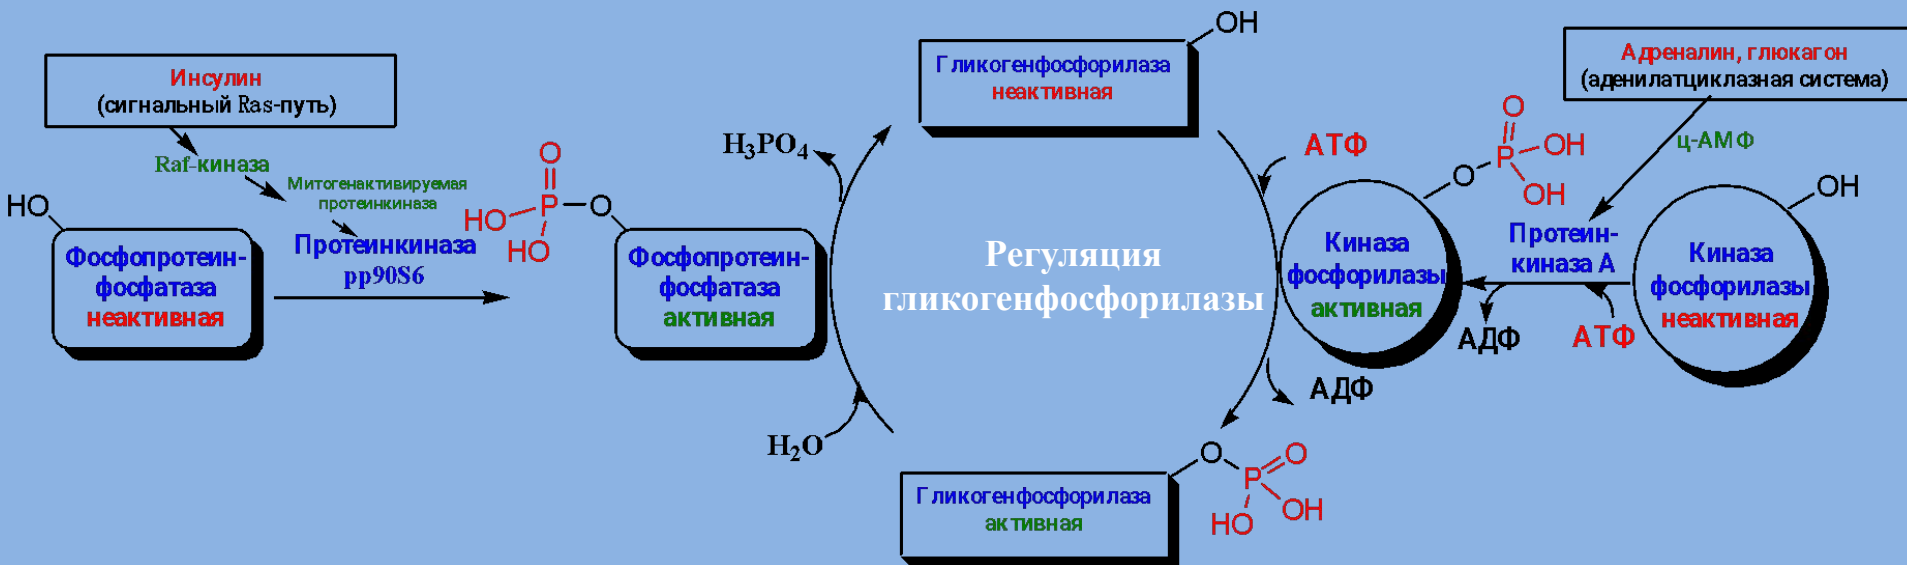 Инсулин
(сигнальный Ras-путь)
Raf-киназа
Митогенактивируемая
протеинкиназа
Протеинкиназа
pp90S6
HO
Фосфопротеин-
фосфатаза
неактивная
O
HO
P
O
HO
Фосфопротеин-
фосфатаза
активная
H₃PO₄
H₂O
OH
Гликогенфосфорилаза
неактивная
Регуляция
гликогенфосфорилазы
Гликогенфосфорилаза
активная
O
O
P
OH
HO
АТФ
АДФ
Киназа
фосфорилазы
активная
O
O
P
OH
OH
Адреналин, глюкагон
(аденилатциклазная система)
ц-АМФ
Протеин-
киназа А
АДФ
АТФ
OH
Киназа
фосфорилазы
неактивная